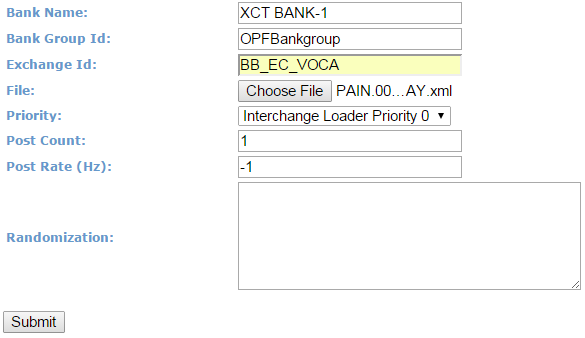 Bank Name: XCT BANK-1
Bank Group Id: OPFBankgroup
Exchange Id: BB_EC_VOCA
File: Choose File PAIN.00…AY.xml
Priority: Interchange Loader Priority 0
Post Count: 1
Post Rate (Hz): -1
Randomization:
Submit